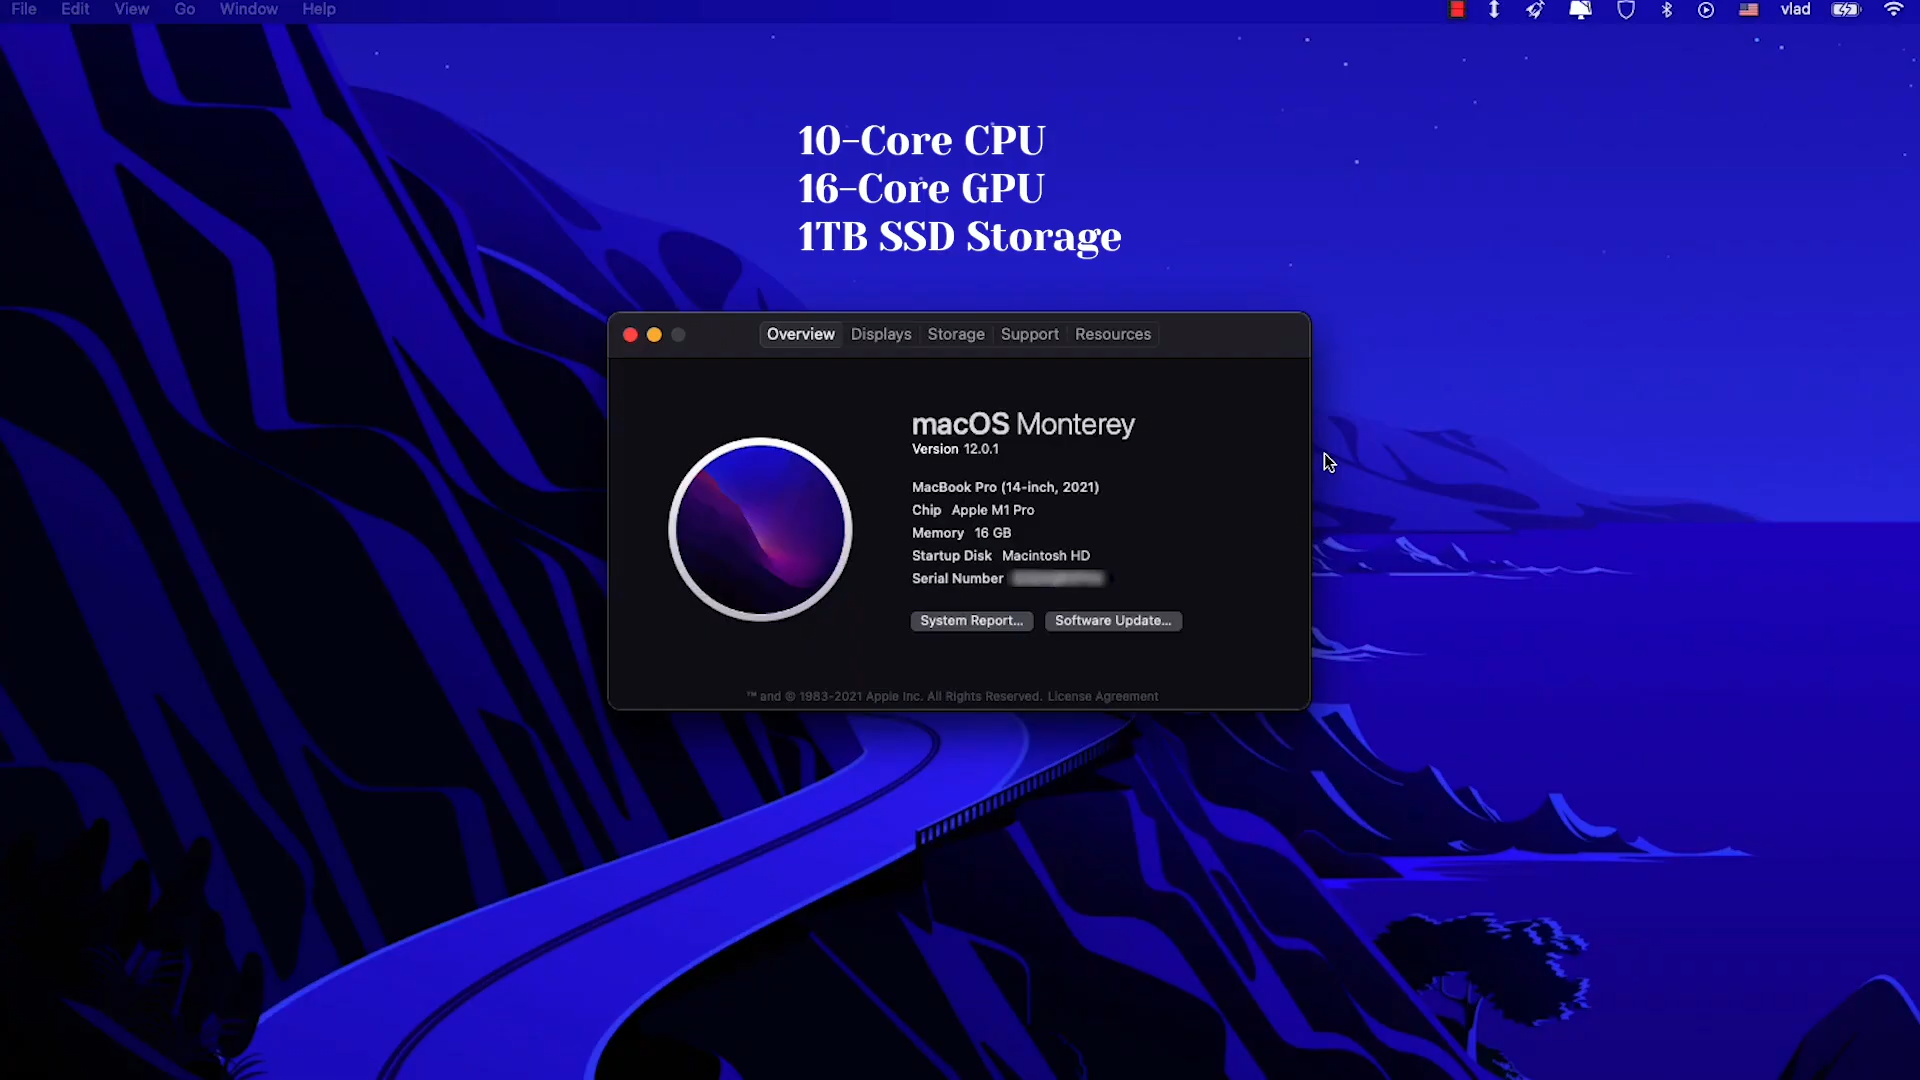 File Edit View Go Window Help vlad
10-Core CPU
16-Core GPU
1TB SSD Storage
Overview Displays Storage Support Resources
macOS Monterey
Version 12.0.1
MacBook Pro (14-inch, 2021)
Chip Apple M1 Pro
Memory 16 GB
Startup Disk Macintosh HD
Serial Number
System Report... Software Update...
™ and © 1983-2021 Apple Inc. All Rights Reserved. License Agreement